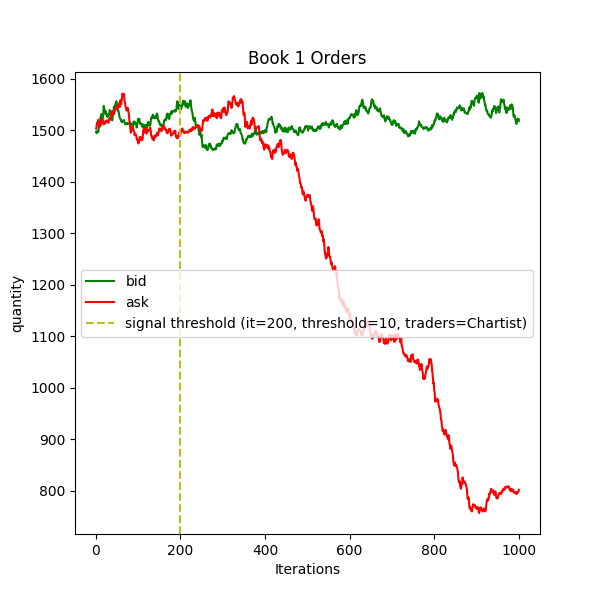 Book 1 Orders
1600
1500
1400
1300
1200
1100
1000
900
800
quantity
bid
ask
signal threshold (it=200, threshold=10, traders=Chartist)
0 200 400 600 800 1000
Iterations